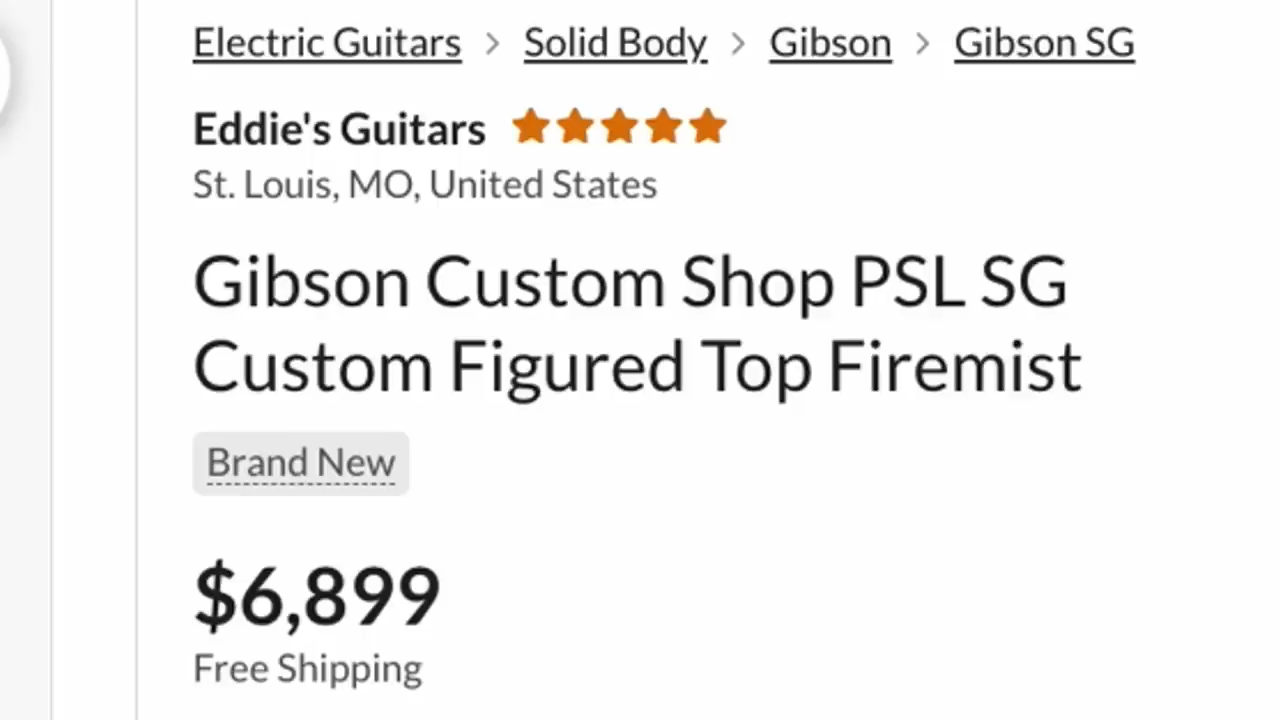 Electric Guitars > Solid Body > Gibson > Gibson SG
Eddie's Guitars
St. Louis, MO, United States
Gibson Custom Shop PSL SG
Custom Figured Top Firemist
Brand New
$6,899
Free Shipping